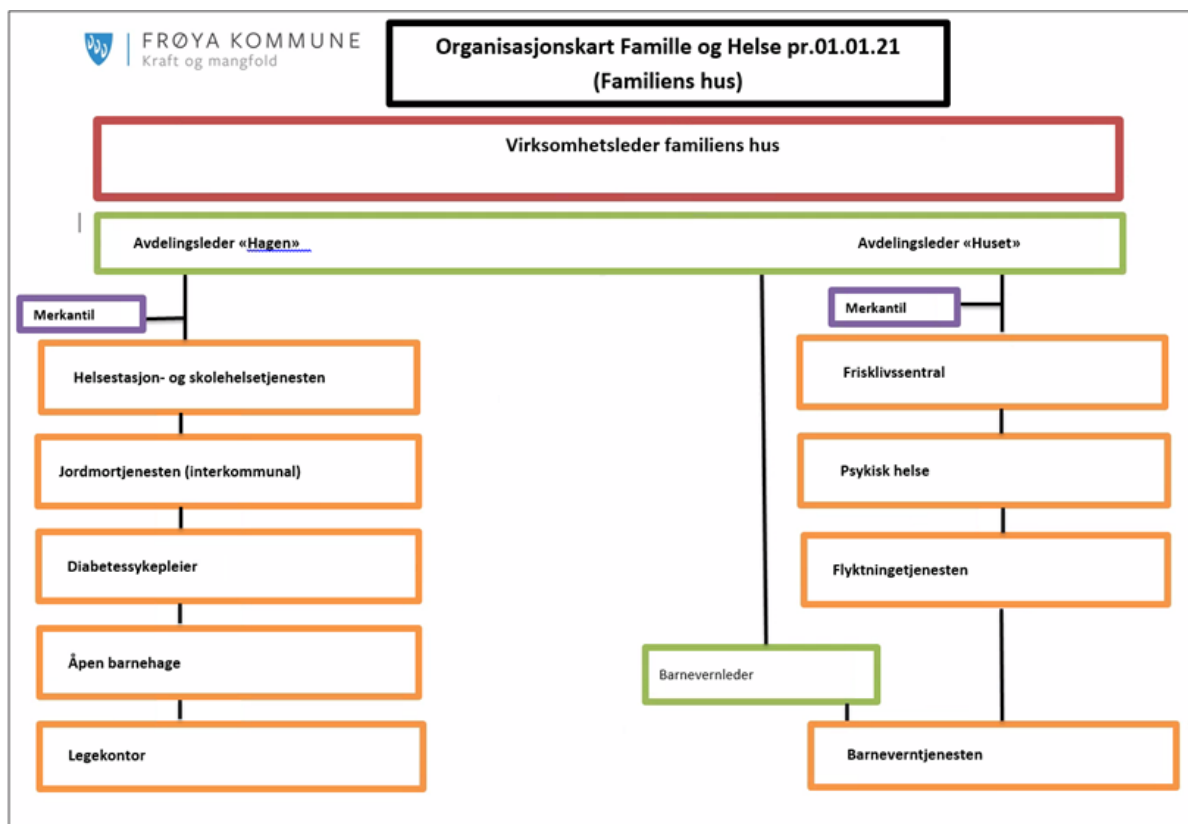 FRØYA KOMMUNE
Kraft og mangfold
Organisasjonskart Famille og Helse pr.01.01.21
(Familiens hus)
Virksomhetsleder familiens hus
Avdelingsleder «Hagen»
Avdelingsleder «Huset»
Merkantil
Merkantil
Helsestasjon- og skolehelsetjenesten
Frisklivssentral
Jordmortjenesten (interkommunal)
Psykisk helse
Diabetessykepleier
Flyktningetjenesten
Åpen barnehage
Barnevernleder
Legekontor
Barneverntjenesten